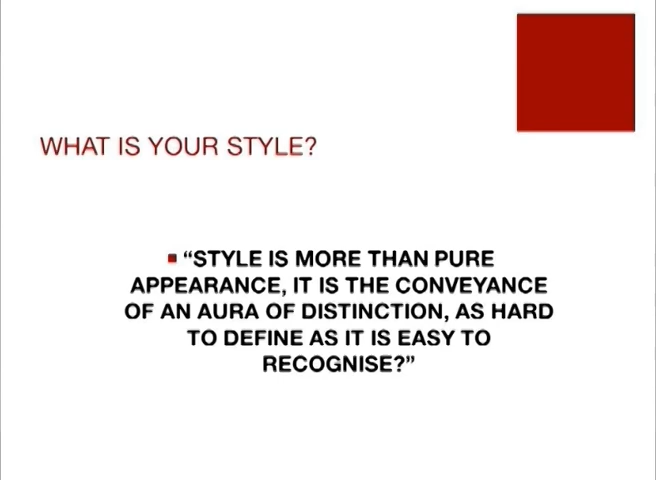 WHAT IS YOUR STYLE?
“STYLE IS MORE THAN PURE
APPEARANCE, IT IS THE CONVEYANCE
OF AN AURA OF DISTINCTION, AS HARD
TO DEFINE AS IT IS EASY TO
RECOGNISE?”